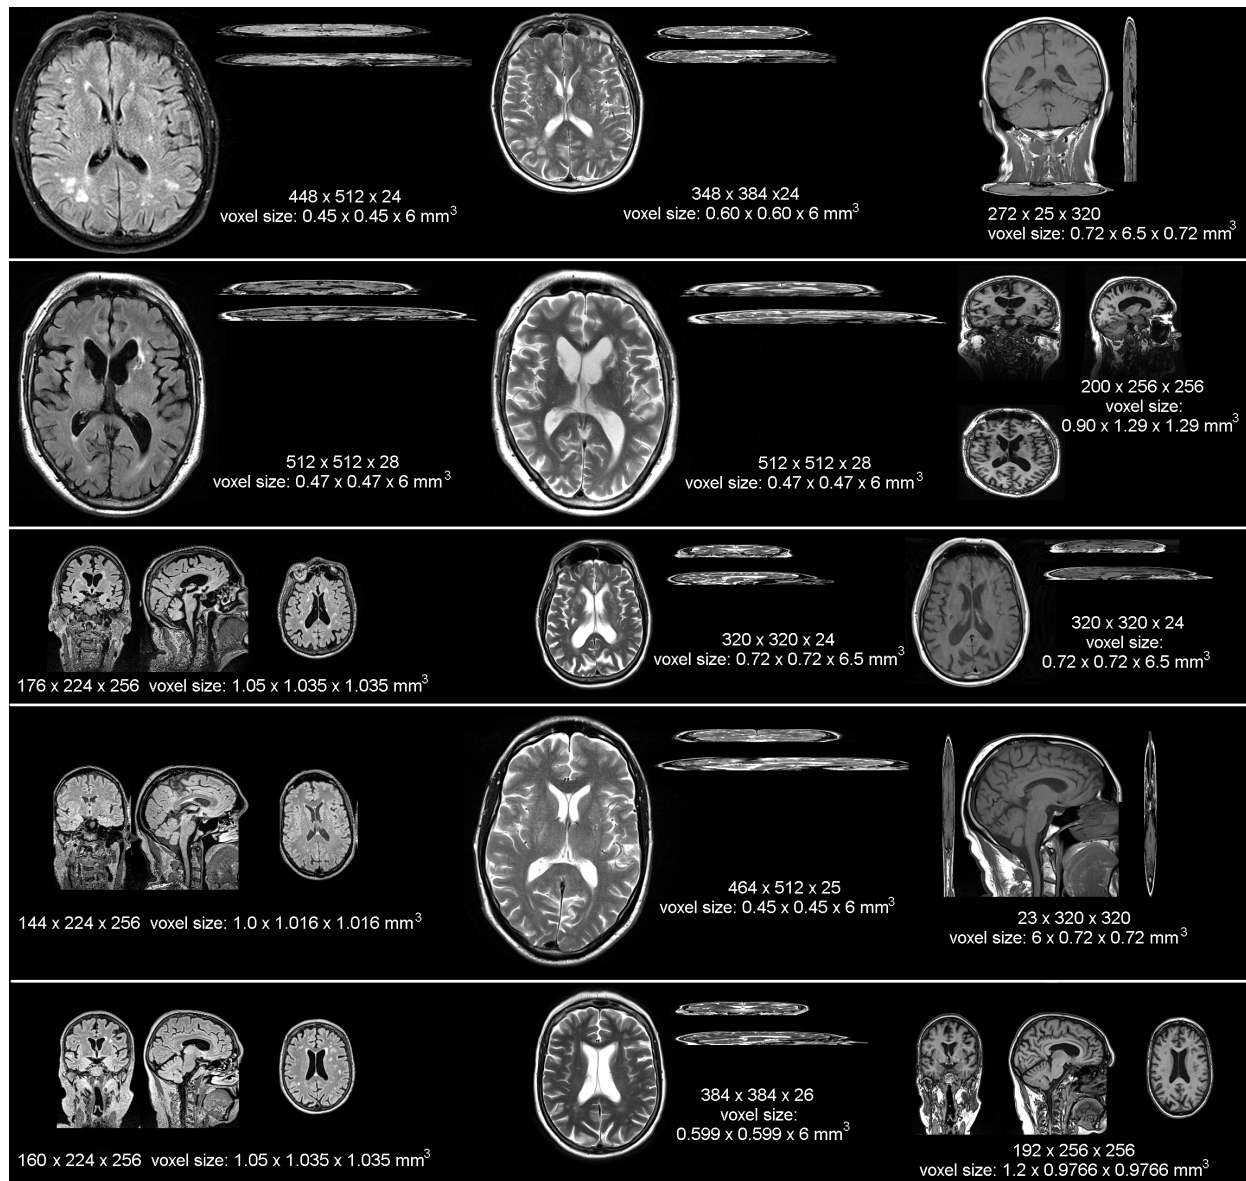 448 x 512 x 24
voxel size: 0.45 x 0.45 x 6 mm³
348 x 384 x24
voxel size: 0.60 x 0.60 x 6 mm³
272 x 25 x 320
voxel size: 0.72 x 6.5 x 0.72 mm³
512 x 512 x 28
voxel size: 0.47 x 0.47 x 6 mm³
512 x 512 x 28
voxel size: 0.47 x 0.47 x 6 mm³
200 x 256 x 256
voxel size:
0.90 x 1.29 x 1.29 mm³
176 x 224 x 256 voxel size: 1.05 x 1.035 x 1.035 mm³
320 x 320 x 24
voxel size: 0.72 x 0.72 x 6.5 mm³
320 x 320 x 24
voxel size:
0.72 x 0.72 x 6.5 mm³
144 x 224 x 256 voxel size: 1.0 x 1.016 x 1.016 mm³
464 x 512 x 25
voxel size: 0.45 x 0.45 x 6 mm³
23 x 320 x 320
voxel size: 6 x 0.72 x 0.72 mm³
160 x 224 x 256 voxel size: 1.05 x 1.035 x 1.035 mm³
384 x 384 x 26
voxel size:
0.599 x 0.599 x 6 mm³
192 x 256 x 256
voxel size: 1.2 x 0.9766 x 0.9766 mm³